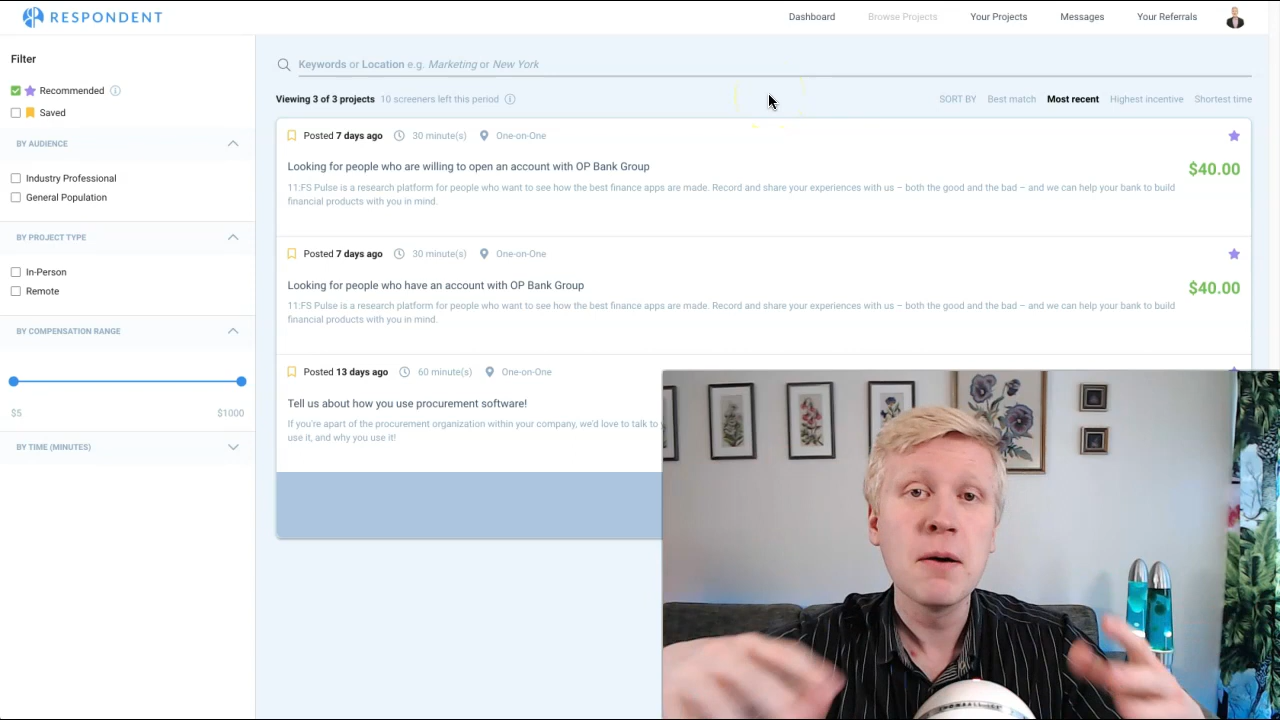 RESPONDENT
Dashboard
Browse Projects
Your Projects
Messages
Your Referrals
Filter
Recommended
Saved
BY AUDIENCE
Industry Professional
General Population
BY PROJECT TYPE
In-Person
Remote
BY COMPENSATION RANGE
$5
$1000
BY TIME (MINUTES)
Keywords or Location e.g. Marketing or New York
Viewing 3 of 3 projects 10 screeners left this period
SORT BY Best match Most recent Highest incentive Shortest time
Posted 7 days ago 30 minute(s) One-on-One
Looking for people who are willing to open an account with OP Bank Group
$40.00
11:FS Pulse is a research platform for people who want to see how the best finance apps are made. Record and share your experiences with us – both the good and the bad – and we can help your bank to build
financial products with you in mind.
Posted 7 days ago 30 minute(s) One-on-One
Looking for people who have an account with OP Bank Group
$40.00
11:FS Pulse is a research platform for people who want to see how the best finance apps are made. Record and share your experiences with us – both the good and the bad – and we can help your bank to build
financial products with you in mind.
Posted 13 days ago 60 minute(s) One-on-One
Tell us about how you use procurement software!
If you're apart of the procurement organization within your company, we'd love to talk to
use it, and why you use it!